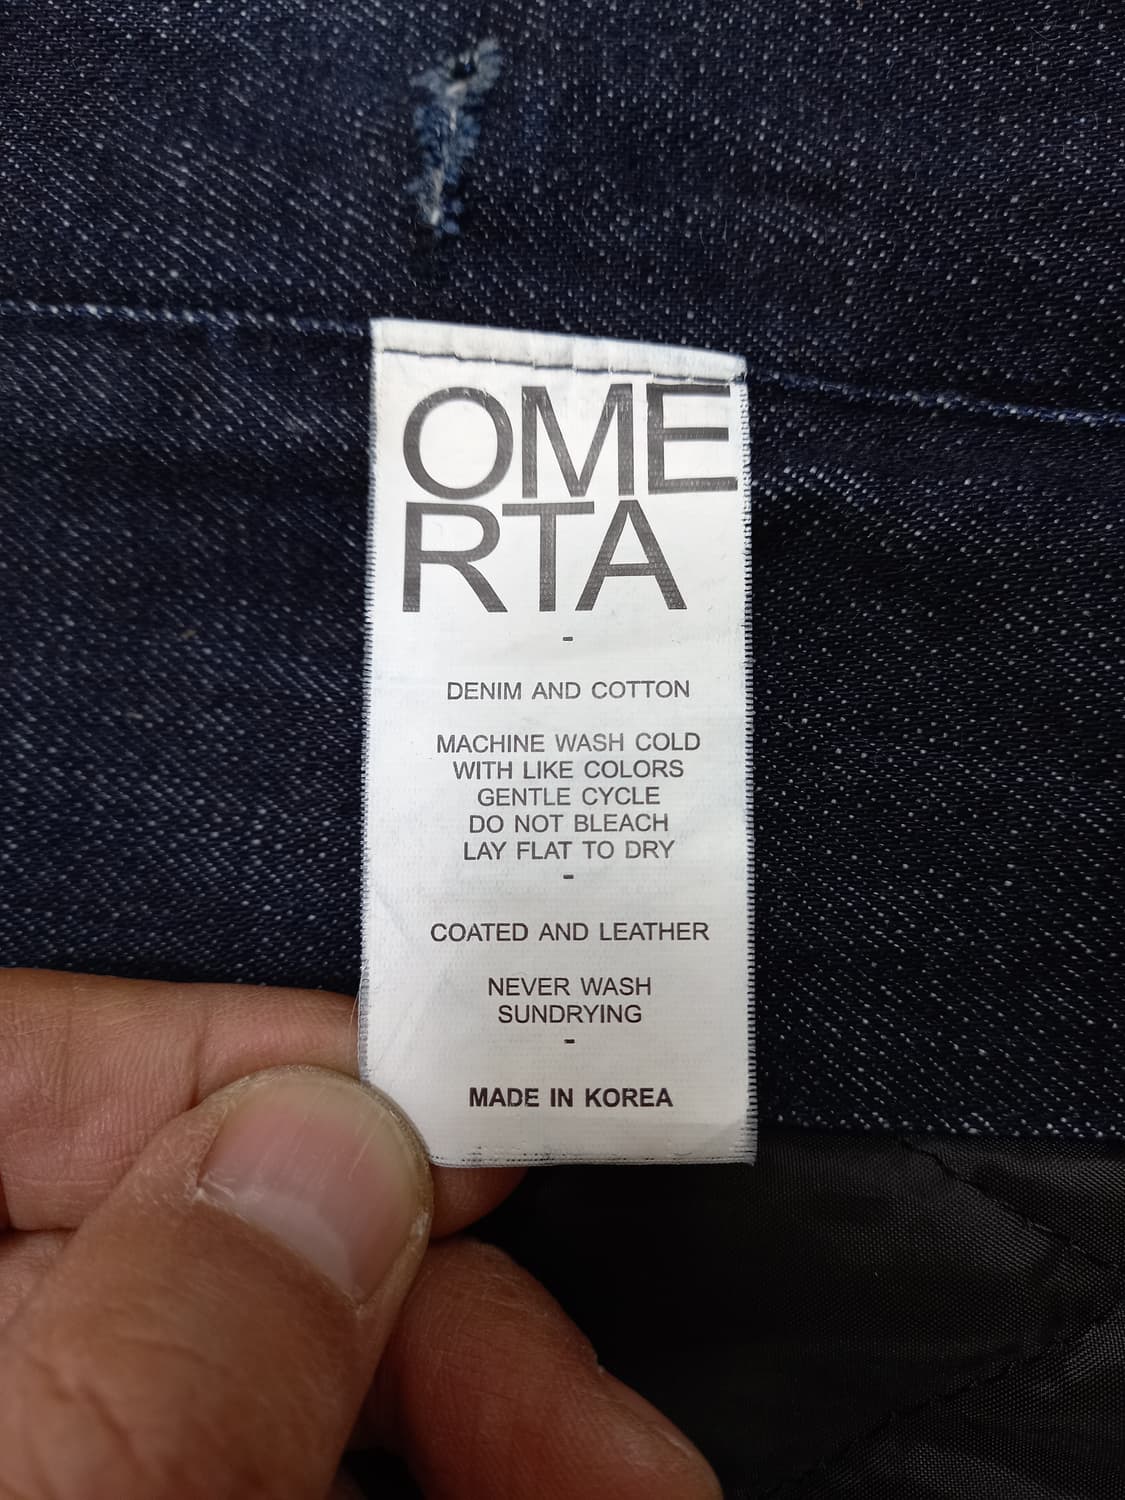 OME
RTA
-
DENIM AND COTTON
MACHINE WASH COLD
WITH LIKE COLORS
GENTLE CYCLE
DO NOT BLEACH
LAY FLAT TO DRY
-
COATED AND LEATHER
NEVER WASH
SUNDRYING
-
MADE IN KOREA